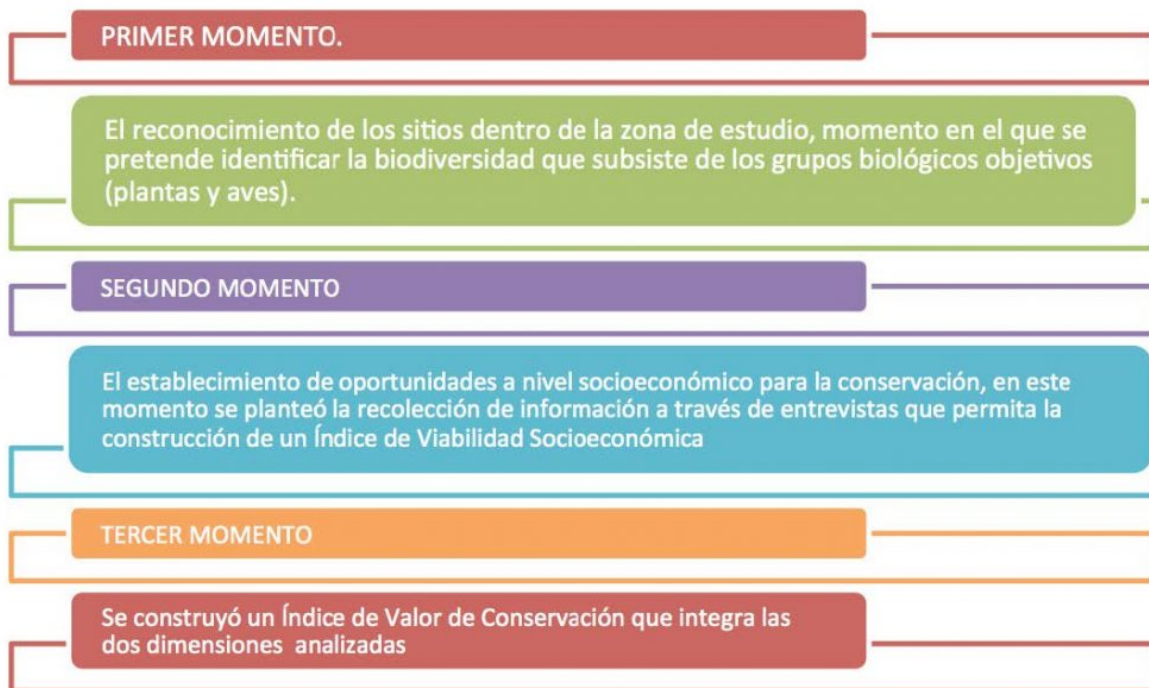 PRIMER MOMENTO.
El reconocimiento de los sitios dentro de la zona de estudio, momento en el que se
pretende identificar la biodiversidad que subsiste de los grupos biológicos objetivos
(plantas y aves).
SEGUNDO MOMENTO
El establecimiento de oportunidades a nivel socioeconómico para la conservación, en este
momento se planteó la recolección de información a través de entrevistas que permita la
construcción de un Índice de Viabilidad Socioeconómica
TERCER MOMENTO
Se construyó un Índice de Valor de Conservación que integra las
dos dimensiones analizadas